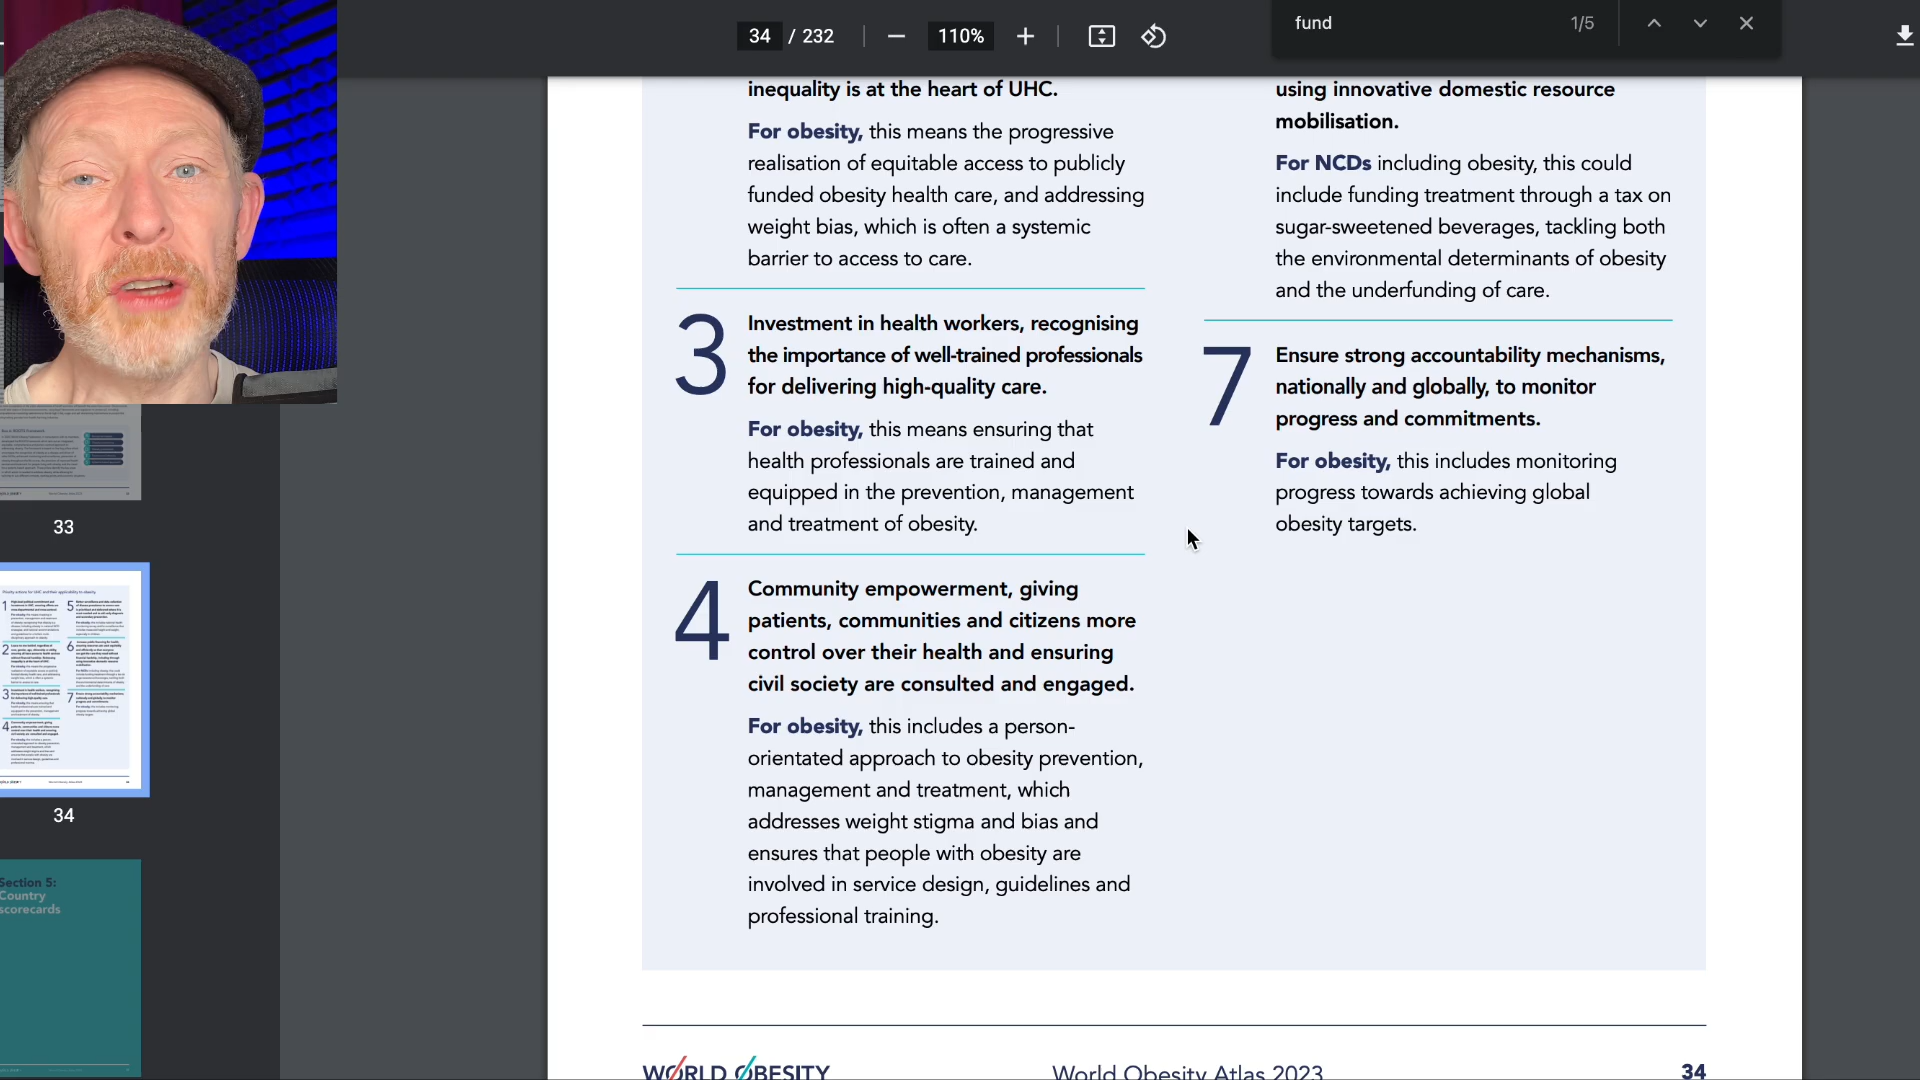 34 / 232
110%
fund
1/5
inequality is at the heart of UHC.
For obesity, this means the progressive
realisation of equitable access to publicly
funded obesity health care, and addressing
weight bias, which is often a systemic
barrier to access to care.
3
Investment in health workers, recognising
the importance of well-trained professionals
for delivering high-quality care.
For obesity, this means ensuring that
health professionals are trained and
equipped in the prevention, management
and treatment of obesity.
4
Community empowerment, giving
patients, communities and citizens more
control over their health and ensuring
civil society are consulted and engaged.
For obesity, this includes a person-
orientated approach to obesity prevention,
management and treatment, which
addresses weight stigma and bias and
ensures that people with obesity are
involved in service design, guidelines and
professional training.
using innovative domestic resource
mobilisation.
For NCDs including obesity, this could
include funding treatment through a tax on
sugar-sweetened beverages, tackling both
the environmental determinants of obesity
and the underfunding of care.
7
Ensure strong accountability mechanisms,
nationally and globally, to monitor
progress and commitments.
For obesity, this includes monitoring
progress towards achieving global
obesity targets.
WORLD OBESITY
World Obesity Atlas 2023
34
33
34
Section 5:
Country
scorecards